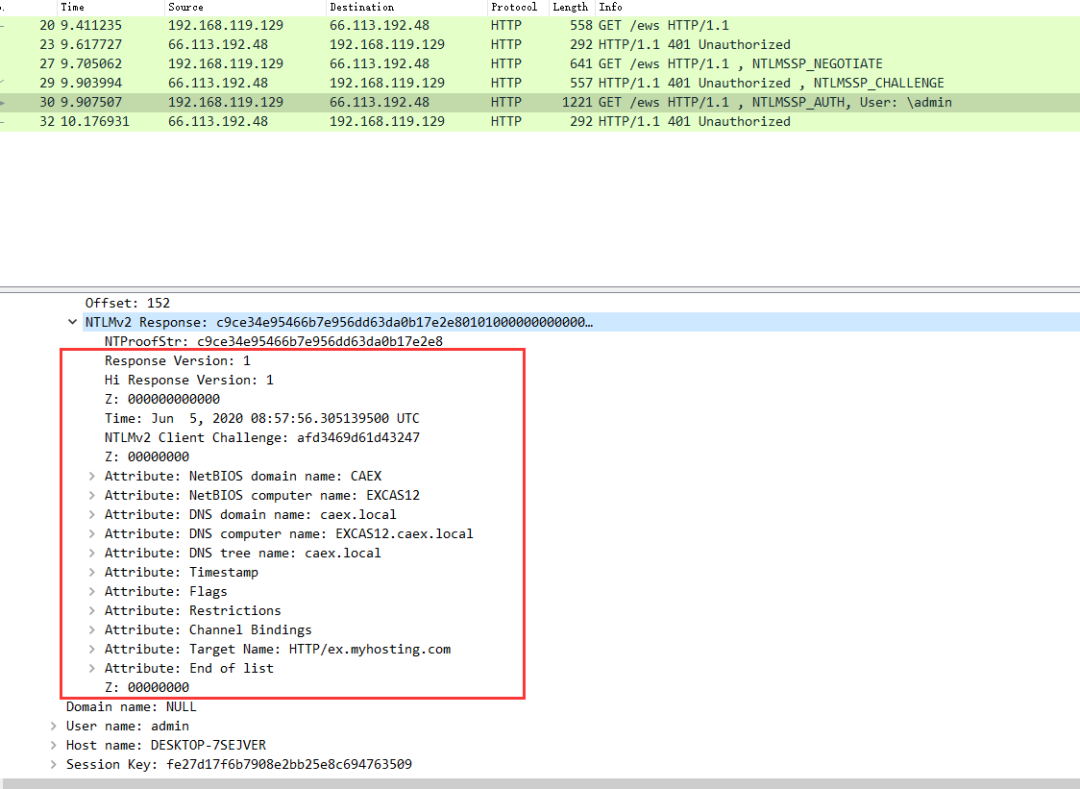 o. Time Source Destination Protocol Length Info
20 9.411235 192.168.119.129 66.113.192.48 HTTP 558 GET /ews HTTP/1.1
23 9.617727 66.113.192.48 192.168.119.129 HTTP 292 HTTP/1.1 401 Unauthorized
27 9.705062 192.168.119.129 66.113.192.48 HTTP 641 GET /ews HTTP/1.1 , NTLMSSP_NEGOTIATE
29 9.903994 66.113.192.48 192.168.119.129 HTTP 557 HTTP/1.1 401 Unauthorized , NTLMSSP_CHALLENGE
30 9.907507 192.168.119.129 66.113.192.48 HTTP 1221 GET /ews HTTP/1.1 , NTLMSSP_AUTH, User: \admin
32 10.176931 66.113.192.48 192.168.119.129 HTTP 292 HTTP/1.1 401 Unauthorized
Offset: 152
NTLMv2 Response: c9ce34e95466b7e956dd63da0b17e2e80101000000000000…
NTProofStr: c9ce34e95466b7e956dd63da0b17e2e8
Response Version: 1
Hi Response Version: 1
Z: 000000000000
Time: Jun  5, 2020 08:57:56.305139500 UTC
NTLMv2 Client Challenge: afd3469d61d43247
Z: 00000000
Attribute: NetBIOS domain name: CAEX
Attribute: NetBIOS computer name: EXCAS12
Attribute: DNS domain name: caex.local
Attribute: DNS computer name: EXCAS12.caex.local
Attribute: DNS tree name: caex.local
Attribute: Timestamp
Attribute: Flags
Attribute: Restrictions
Attribute: Channel Bindings
Attribute: Target Name: HTTP/ex.myhosting.com
Attribute: End of list
Z: 00000000
Domain name: NULL
User name: admin
Host name: DESKTOP-7SEJVER
Session Key: fe27d17f6b7908e2bb25e8c694763509